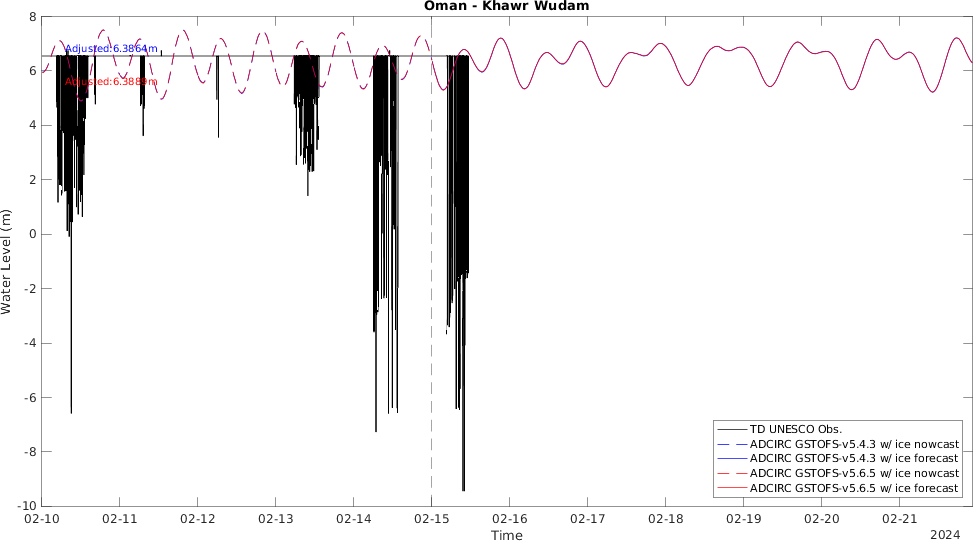 Oman - Khawr Wudam
8
6
4
2
0
-2
-4
-6
-8
-10
Water Level (m)
Adjusted:6.3864m
Adjusted:6.3889m
TD UNESCO Obs.
ADCIRC GSTOFS-v5.4.3 w/ ice nowcast
ADCIRC GSTOFS-v5.4.3 w/ ice forecast
ADCIRC GSTOFS-v5.6.5 w/ ice nowcast
ADCIRC GSTOFS-v5.6.5 w/ ice forecast
02-10 02-11 02-12 02-13 02-14 02-15 02-16 02-17 02-18 02-19 02-20 02-21
Time
2024